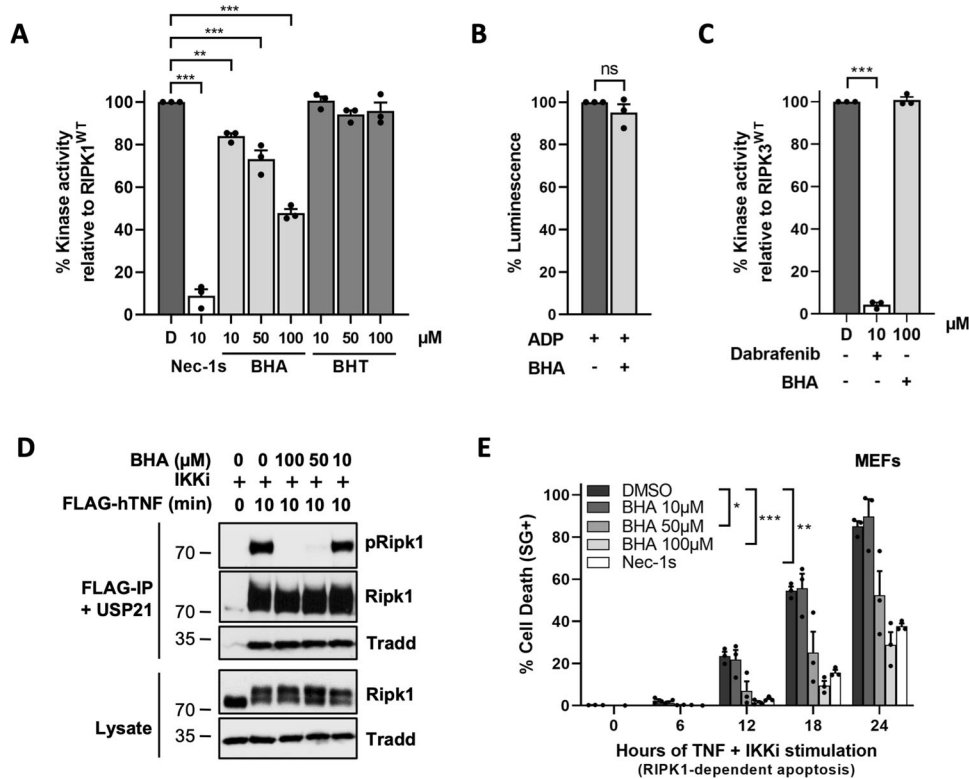 A
***
***
**
***
% Kinase activity
relative to RIPK1WT
100
80
60
40
20
0
D 10 10 50 100 10 50 100 µM
Nec-1s BHA BHT
B
ns
% Luminescence
100
80
60
40
20
0
ADP + +
BHA - +
C
***
% Kinase activity
relative to RIPK3WT
100
80
60
40
20
0
D 10 100 µM
Dabrafenib - + -
BHA - - +
D
BHA (µM) 0 0 100 50 10
IKKi + + + + +
FLAG-hTNF (min) 0 10 10 10 10
FLAG-IP
+ USP21
70 pRipk1
70 Ripk1
35 Tradd
Lysate
70 Ripk1
35 Tradd
E
MEFs
% Cell Death (SG+)
100
80
60
40
20
0
DMSO
BHA 10µM
BHA 50µM
BHA 100µM
Nec-1s
*
***
**
0 6 12 18 24
Hours of TNF + IKKi stimulation
(RIPK1-dependent apoptosis)